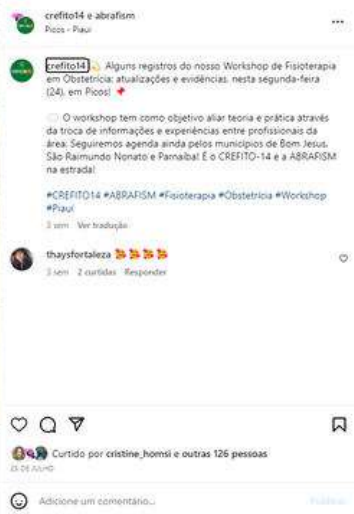 crefito14 e abrafism
Picos - Piauí
crefito14 Alguns registros do nosso Workshop de Fisioterapia
em Obstetrícia: atualizações e evidências, nesta segunda-feira
(24), em Picos!
O workshop tem como objetivo aliar teoria e prática através
da troca de informações e experiências entre profissionais da
área. Seguiremos agenda ainda pelos municípios de Bom Jesus,
São Raimundo Nonato e Parnaíba! É o CREFITO-14 e a ABRAFISM
na estrada!
#CREFITO14 #ABRAFISM #Fisioterapia #Obstetrícia #Workshop
#Piauí
3 sem Ver tradução
thaysfortaleza
3 sem 2 curtidas Responder
Curtido por cristine_homsi e outras 126 pessoas
25 DE JULHO
Adicione um comentário...
Publicar